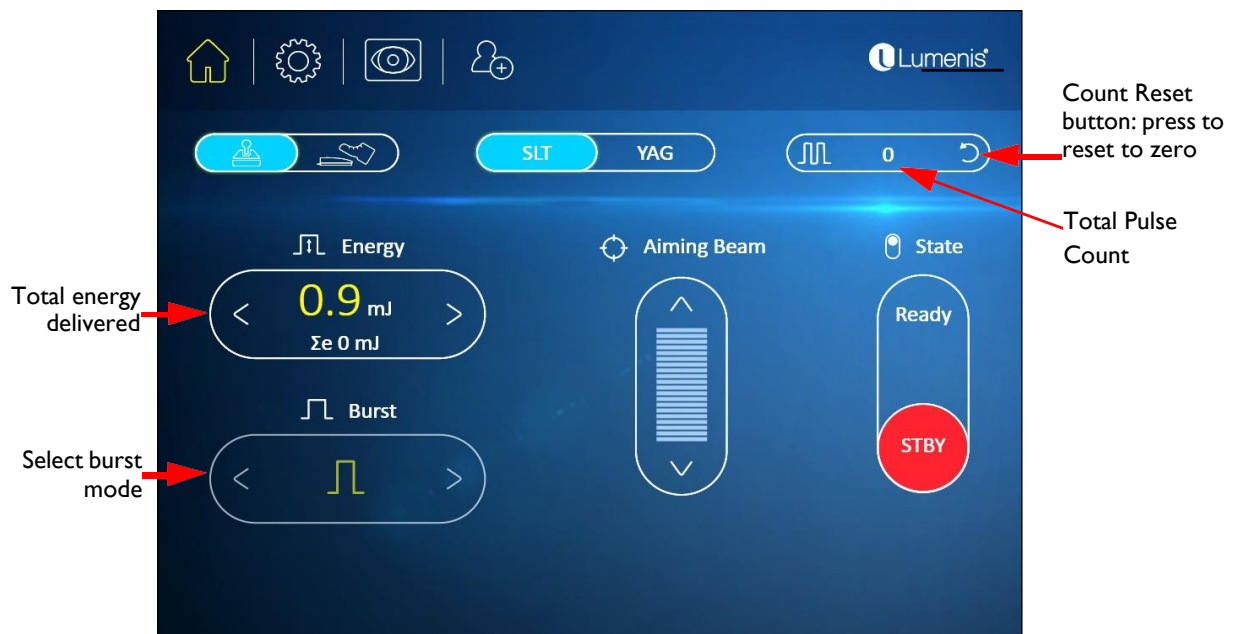 Lumenis
Count Reset
button: press to
reset to zero
SLT YAG 0
Total Pulse
Count
Energy
Aiming Beam
State
Total energy
delivered
0.9 mJ
Σe 0 mJ
Ready
Burst
Select burst
mode
STBY